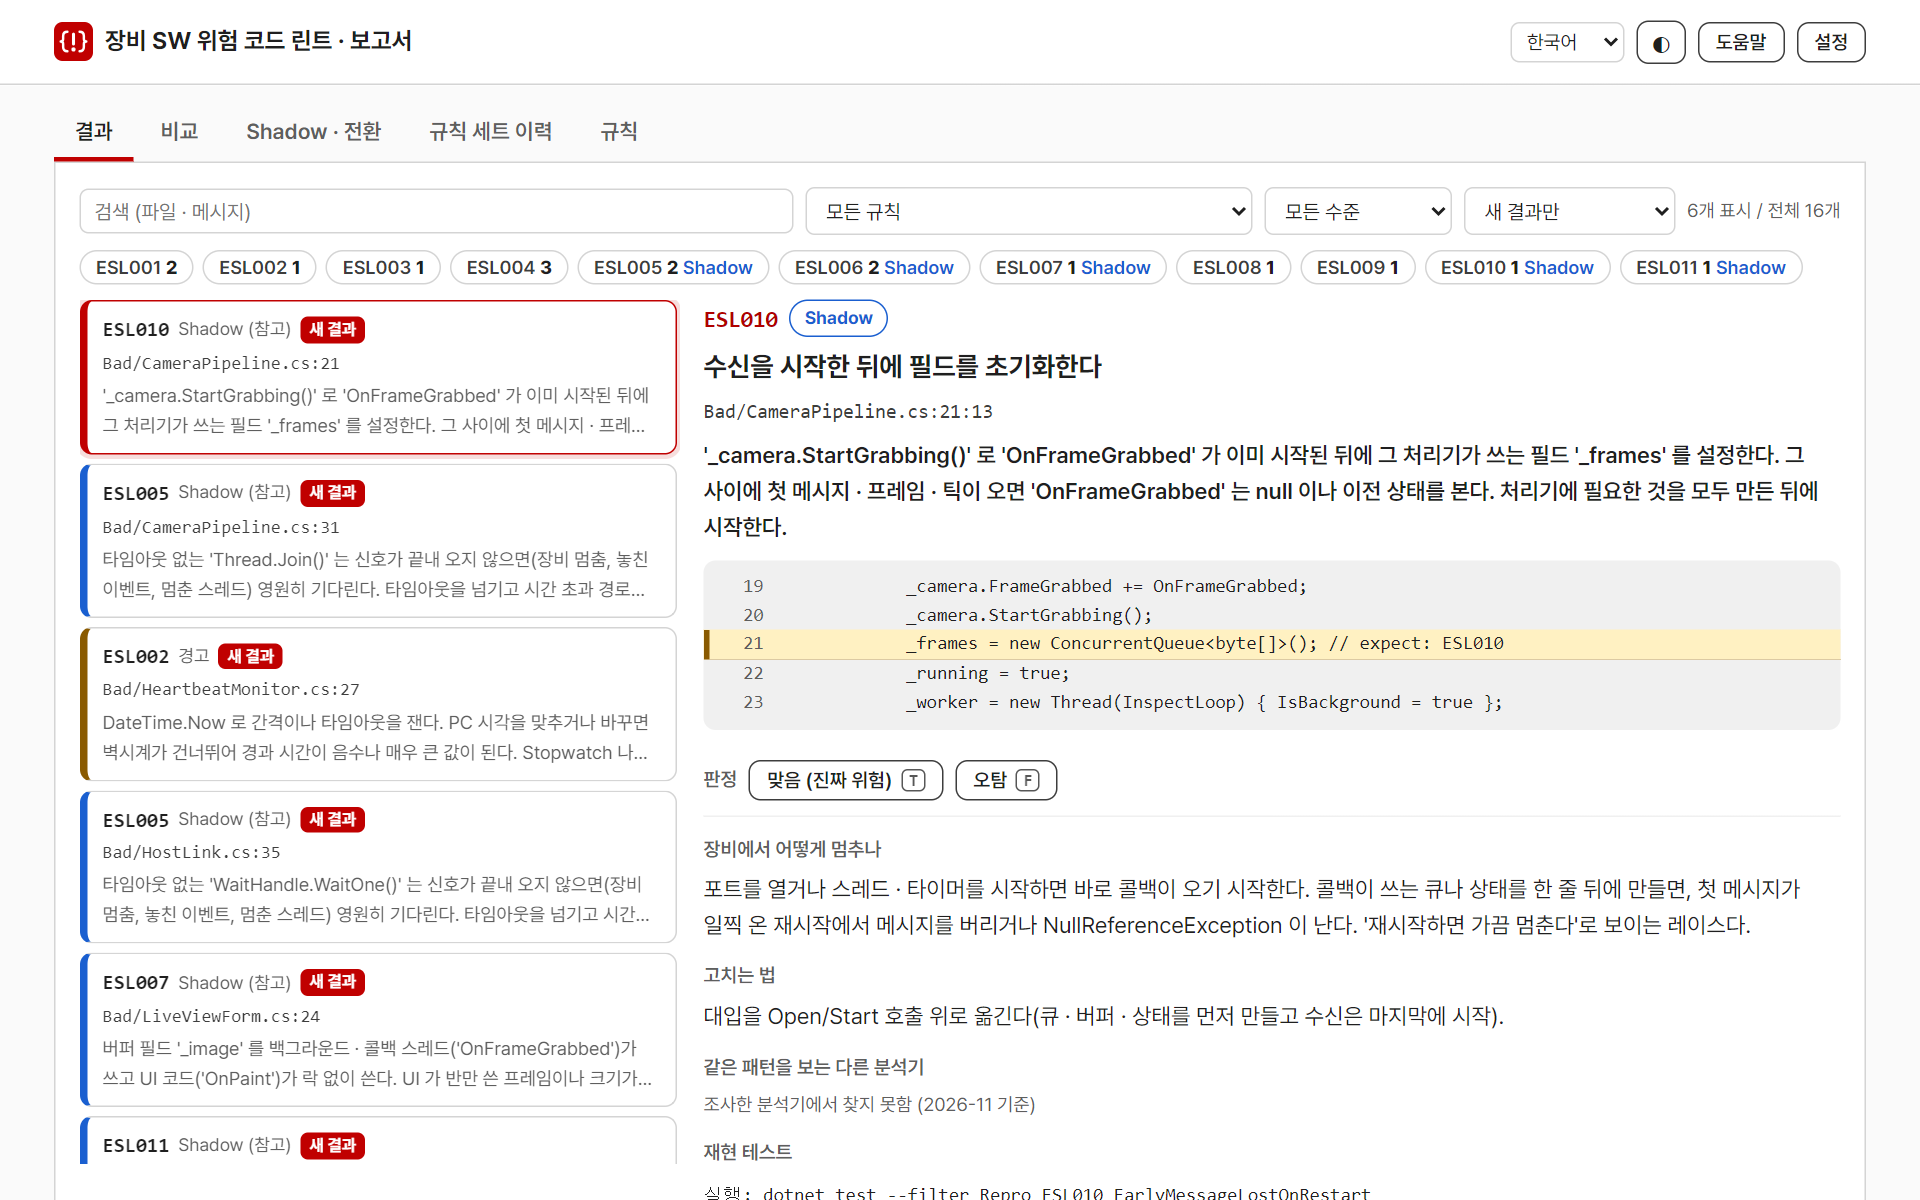 {!} 장비 SW 위험 코드 린트 · 보고서
한국어
도움말
설정
결과
비교
Shadow · 전환
규칙 세트 이력
규칙
검색 (파일 · 메시지)
모든 규칙
모든 수준
새 결과만
6개 표시 / 전체 16개
ESL001 2
ESL002 1
ESL003 1
ESL004 3
ESL005 2 Shadow
ESL006 2 Shadow
ESL007 1 Shadow
ESL008 1
ESL009 1
ESL010 1 Shadow
ESL011 1 Shadow
ESL010 Shadow (참고) 새 결과
Bad/CameraPipeline.cs:21
'_camera.StartGrabbing()' 로 'OnFrameGrabbed' 가 이미 시작된 뒤에
그 처리기가 쓰는 필드 '_frames' 를 설정한다. 그 사이에 첫 메시지 · 프레...
ESL005 Shadow (참고) 새 결과
Bad/CameraPipeline.cs:31
타임아웃 없는 'Thread.Join()' 는 신호가 끝내 오지 않으면(장비 멈춤, 놓친
이벤트, 멈춘 스레드) 영원히 기다린다. 타임아웃을 넘기고 시간 초과 경로...
ESL002 경고 새 결과
Bad/HeartbeatMonitor.cs:27
DateTime.Now 로 간격이나 타임아웃을 잰다. PC 시각을 맞추거나 바꾸면
벽시계가 건너뛰어 경과 시간이 음수나 매우 큰 값이 된다. Stopwatch 나...
ESL005 Shadow (참고) 새 결과
Bad/HostLink.cs:35
타임아웃 없는 'WaitHandle.WaitOne()' 는 신호가 끝내 오지 않으면(장비
멈춤, 놓친 이벤트, 멈춘 스레드) 영원히 기다린다. 타임아웃을 넘기고 시간...
ESL007 Shadow (참고) 새 결과
Bad/LiveViewForm.cs:24
버퍼 필드 '_image' 를 백그라운드 · 콜백 스레드('OnFrameGrabbed')가
쓰고 UI 코드('OnPaint')가 락 없이 쓴다. UI 가 반만 쓴 프레임이나 크기가...
ESL011 Shadow (참고) 새 결과
ESL010 Shadow
수신을 시작한 뒤에 필드를 초기화한다
Bad/CameraPipeline.cs:21:13
'_camera.StartGrabbing()' 로 'OnFrameGrabbed' 가 이미 시작된 뒤에 그 처리기가 쓰는 필드 '_frames' 를 설정한다. 그
사이에 첫 메시지 · 프레임 · 틱이 오면 'OnFrameGrabbed' 는 null 이나 이전 상태를 본다. 처리기에 필요한 것을 모두 만든 뒤에
시작한다.
19 _camera.FrameGrabbed += OnFrameGrabbed;
20 _camera.StartGrabbing();
21 _frames = new ConcurrentQueue<byte[]>(); // expect: ESL010
22 _running = true;
23 _worker = new Thread(InspectLoop) { IsBackground = true };
판정
맞음 (진짜 위험) T
오탐 F
장비에서 어떻게 멈추나
포트를 열거나 스레드 · 타이머를 시작하면 바로 콜백이 오기 시작한다. 콜백이 쓰는 큐나 상태를 한 줄 뒤에 만들면, 첫 메시지가
일찍 온 재시작에서 메시지를 버리거나 NullReferenceException 이 난다. '재시작하면 가끔 멈춘다'로 보이는 레이스다.
고치는 법
대입을 Open/Start 호출 위로 옮긴다(큐 · 버퍼 · 상태를 먼저 만들고 수신은 마지막에 시작).
같은 패턴을 보는 다른 분석기
조사한 분석기에서 찾지 못함 (2026-11 기준)
재현 테스트
실행: dotnet test --filter Repro_ESL010_EarlyMessageLostOnRestart